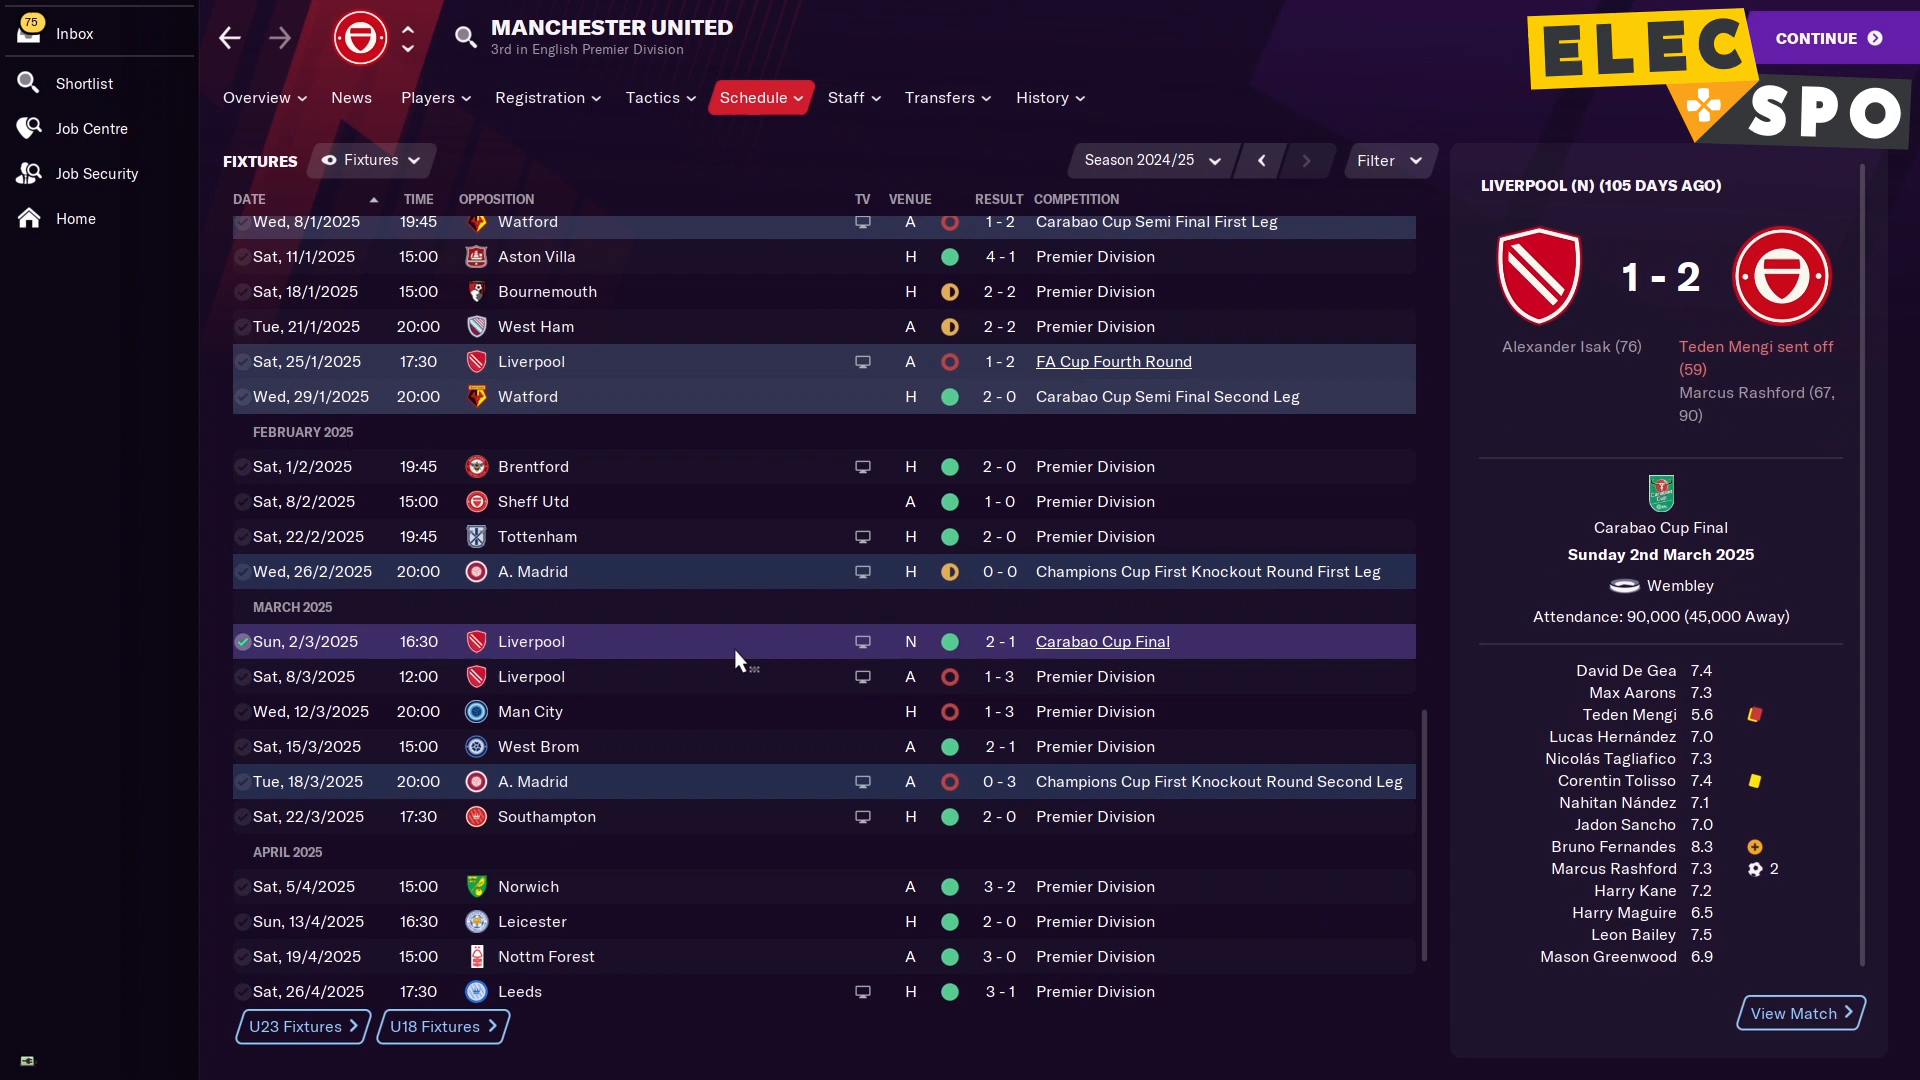 75
Inbox
Shortlist
Job Centre
Job Security
Home
MANCHESTER UNITED
3rd in English Premier Division
Overview News Players Registration Tactics Schedule Staff Transfers History
CONTINUE
ELEC
SPO
FIXTURES Fixtures Season 2024/25 Filter
DATE TIME OPPOSITION TV VENUE RESULT COMPETITION
Wed, 8/1/2025 19:45 Watford A 1 - 2 Carabao Cup Semi Final First Leg
Sat, 11/1/2025 15:00 Aston Villa H 4 - 1 Premier Division
Sat, 18/1/2025 15:00 Bournemouth H 2 - 2 Premier Division
Tue, 21/1/2025 20:00 West Ham A 2 - 2 Premier Division
Sat, 25/1/2025 17:30 Liverpool A 1 - 2 FA Cup Fourth Round
Wed, 29/1/2025 20:00 Watford H 2 - 0 Carabao Cup Semi Final Second Leg
FEBRUARY 2025
Sat, 1/2/2025 19:45 Brentford H 2 - 0 Premier Division
Sat, 8/2/2025 15:00 Sheff Utd A 1 - 0 Premier Division
Sat, 22/2/2025 19:45 Tottenham H 2 - 0 Premier Division
Wed, 26/2/2025 20:00 A. Madrid H 0 - 0 Champions Cup First Knockout Round First Leg
MARCH 2025
Sun, 2/3/2025 16:30 Liverpool N 2 - 1 Carabao Cup Final
Sat, 8/3/2025 12:00 Liverpool A 1 - 3 Premier Division
Wed, 12/3/2025 20:00 Man City H 1 - 3 Premier Division
Sat, 15/3/2025 15:00 West Brom A 2 - 1 Premier Division
Tue, 18/3/2025 20:00 A. Madrid A 0 - 3 Champions Cup First Knockout Round Second Leg
Sat, 22/3/2025 17:30 Southampton H 2 - 0 Premier Division
APRIL 2025
Sat, 5/4/2025 15:00 Norwich A 3 - 2 Premier Division
Sun, 13/4/2025 16:30 Leicester H 2 - 0 Premier Division
Sat, 19/4/2025 15:00 Nottm Forest A 3 - 0 Premier Division
Sat, 26/4/2025 17:30 Leeds H 3 - 1 Premier Division
U23 Fixtures U18 Fixtures
LIVERPOOL (N) (105 DAYS AGO)
1 - 2
Alexander Isak (76)
Teden Mengi sent off
(59)
Marcus Rashford (67,
90)
Carabao Cup Final
Sunday 2nd March 2025
Wembley
Attendance: 90,000 (45,000 Away)
David De Gea 7.4
Max Aarons 7.3
Teden Mengi 5.6
Lucas Hernández 7.0
Nicolás Tagliafico 7.3
Corentin Tolisso 7.4
Nahitan Nández 7.1
Jadon Sancho 7.0
Bruno Fernandes 8.3
Marcus Rashford 7.3 2
Harry Kane 7.2
Harry Maguire 6.5
Leon Bailey 7.5
Mason Greenwood 6.9
View Match